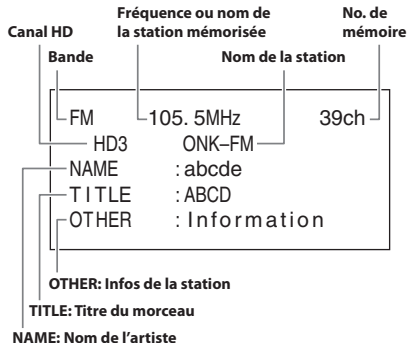 Fréquence ou nom de
la station mémorisée
No. de
mémoire
Canal HD
Bande
Nom de la station
FM 105. 5MHz 39ch
HD3 ONK–FM
NAME : abcde
TITLE : ABCD
OTHER : Information
OTHER: Infos de la station
TITLE: Titre du morceau
NAME: Nom de l'artiste